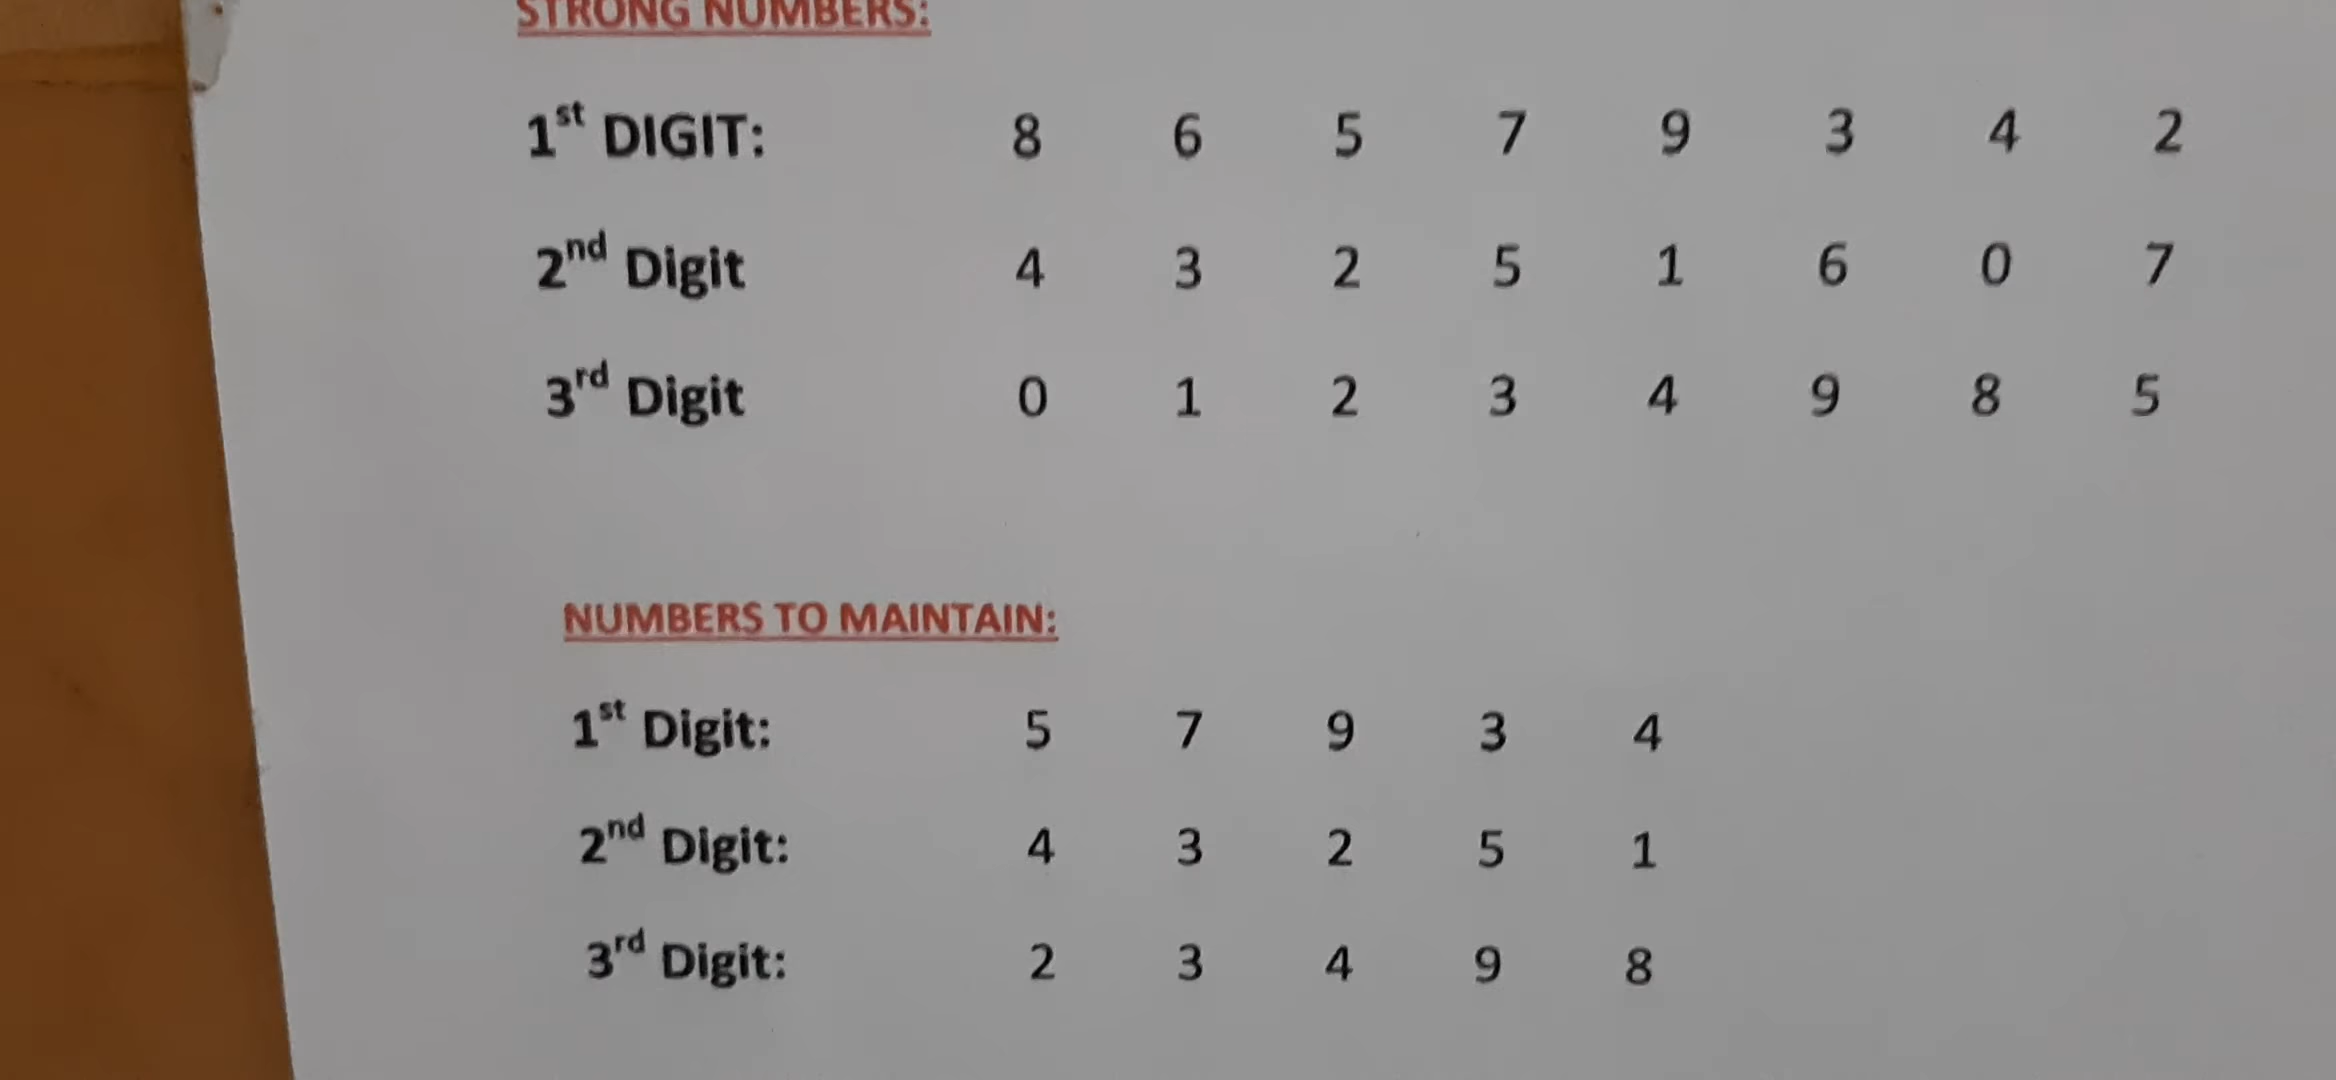 STRONG NUMBERS:
1st DIGIT: 8 6 5 7 9 3 4 2
2nd Digit 4 3 2 5 1 6 0 7
3rd Digit 0 1 2 3 4 9 8 5
NUMBERS TO MAINTAIN:
1st Digit: 5 7 9 3 4
2nd Digit: 4 3 2 5 1
3rd Digit: 2 3 4 9 8